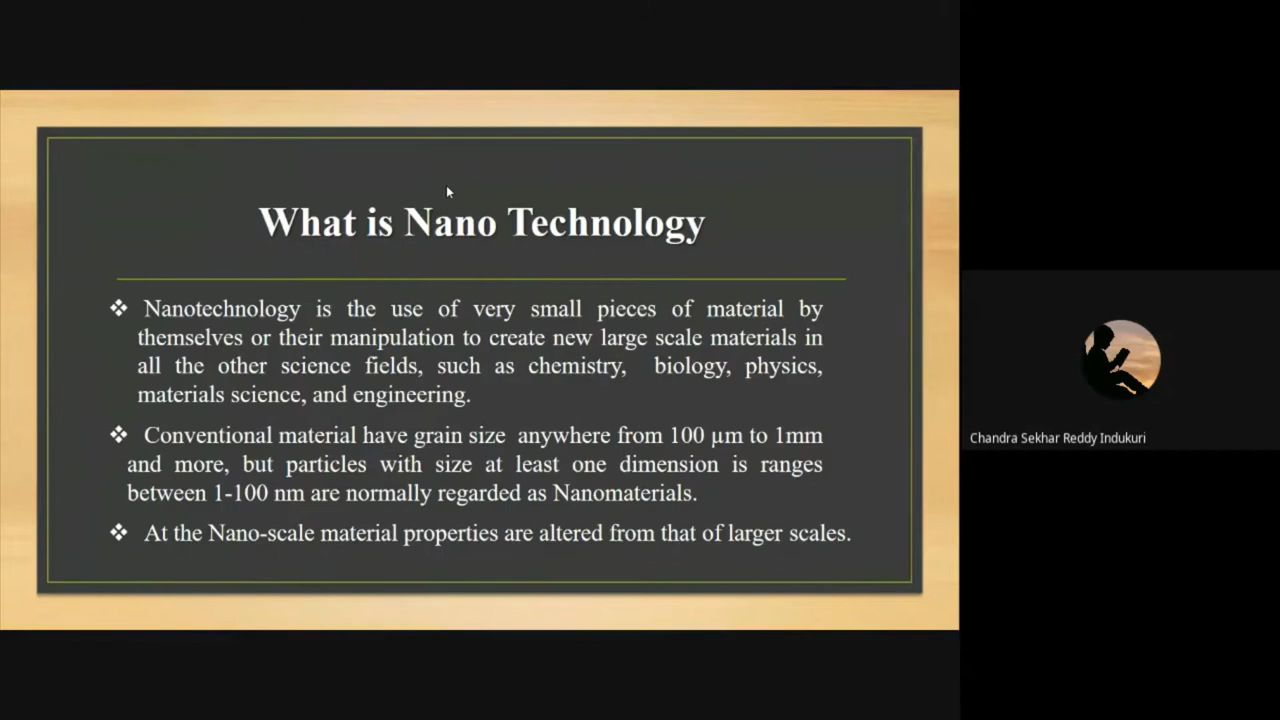 What is Nano Technology
❖ Nanotechnology is the use of very small pieces of material by
themselves or their manipulation to create new large scale materials in
all the other science fields, such as chemistry, biology, physics,
materials science, and engineering.
❖ Conventional material have grain size anywhere from 100 µm to 1mm
and more, but particles with size at least one dimension is ranges
between 1-100 nm are normally regarded as Nanomaterials.
❖ At the Nano-scale material properties are altered from that of larger scales.
Chandra Sekhar Reddy Indukuri